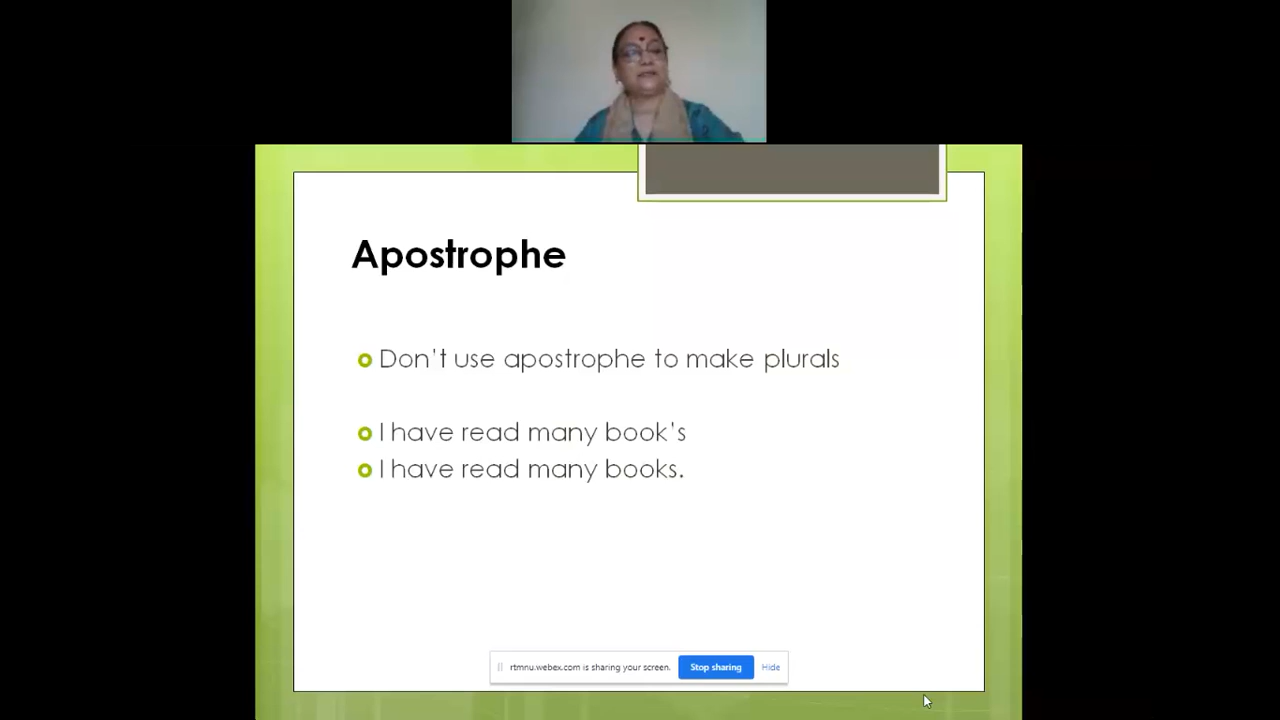 Apostrophe
Don't use apostrophe to make plurals
I have read many book's
I have read many books.
rtmnu.webex.com is sharing your screen. Stop sharing Hide